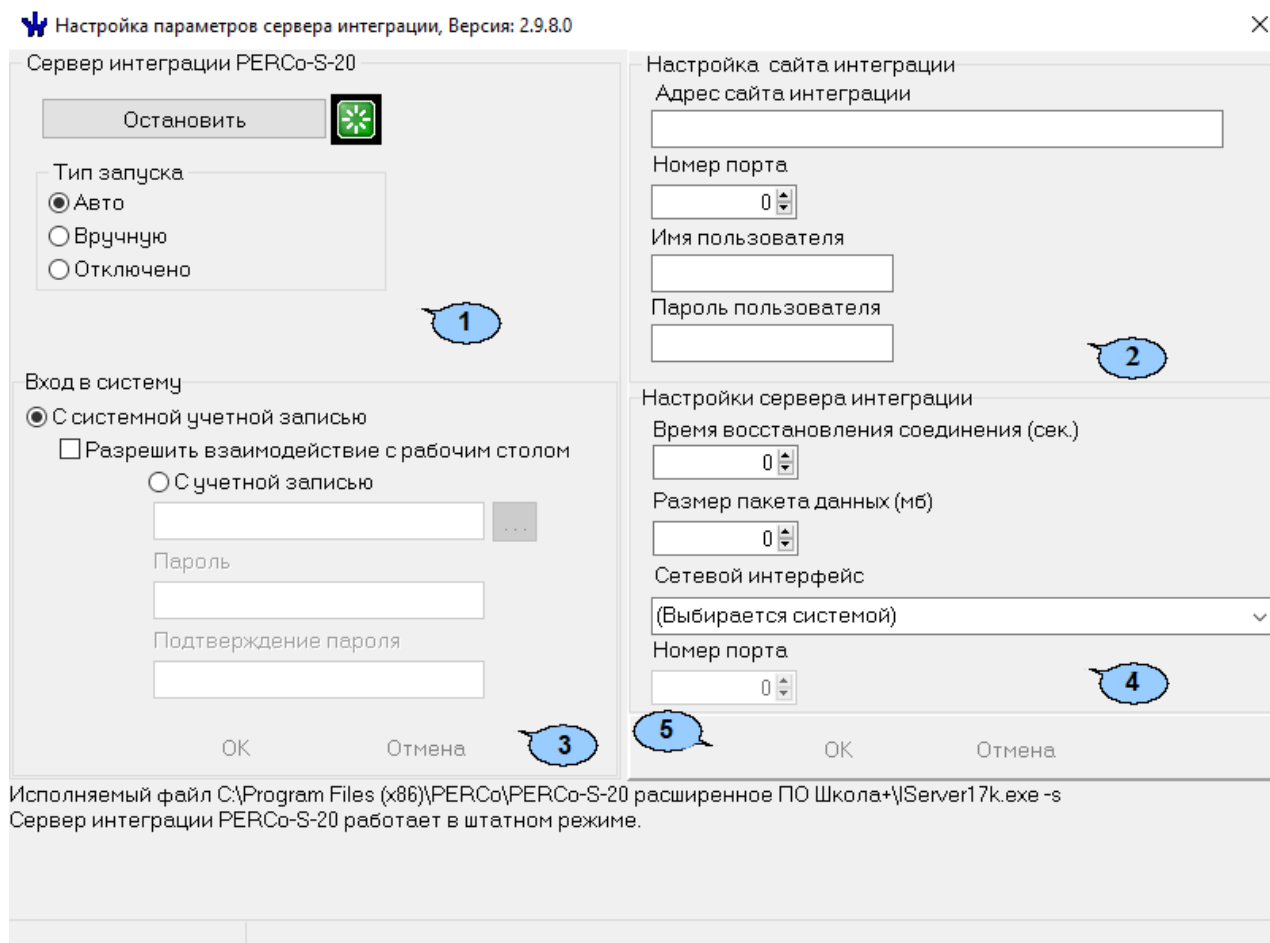 Настройка параметров сервера интеграции, Версия: 2.9.8.0
Сервер интеграции PERCo-S-20
Остановить
Тип запуска
Авто
Вручную
Отключено
1
Вход в систему
С системной учетной записью
Разрешить взаимодействие с рабочим столом
С учетной записью
...
Пароль
Подтверждение пароля
ОК
Отмена
3
Настройка сайта интеграции
Адрес сайта интеграции
Номер порта
0
Имя пользователя
Пароль пользователя
2
Настройки сервера интеграции
Время восстановления соединения (сек.)
0
Размер пакета данных (мб)
0
Сетевой интерфейс
(Выбирается системой)
Номер порта
0
4
5
ОК
Отмена
Исполняемый файл C:\Program Files (x86)\PERCo\PERCo-S-20 расширенное ПО Школа+\IServer17k.exe -s
Сервер интеграции PERCo-S-20 работает в штатном режиме.